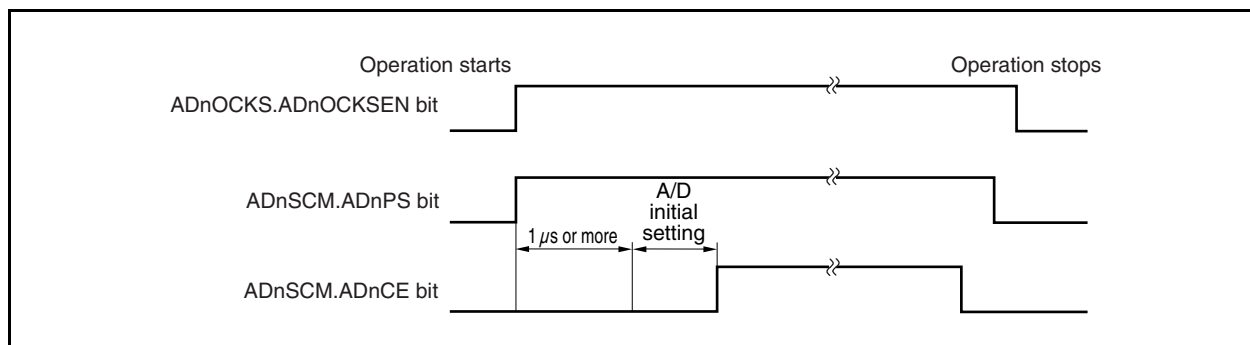 Operation starts
Operation stops
ADnOCKS.ADnOCKSEN bit
ADnSCM.ADnPS bit
A/D
initial
setting
1 μs or more
ADnSCM.ADnCE bit